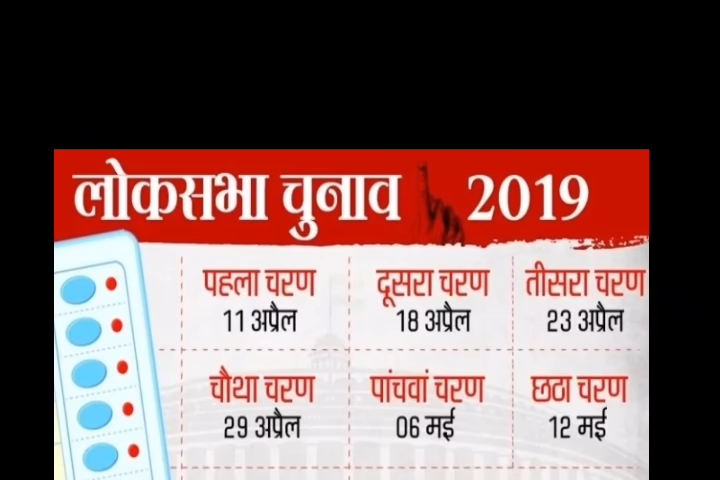 लोकसभा चुनाव 2019
पहला चरण दूसरा चरण तीसरा चरण
11 अप्रैल 18 अप्रैल 23 अप्रैल
चौथा चरण पांचवां चरण छठा चरण
29 अप्रैल 06 मई 12 मई